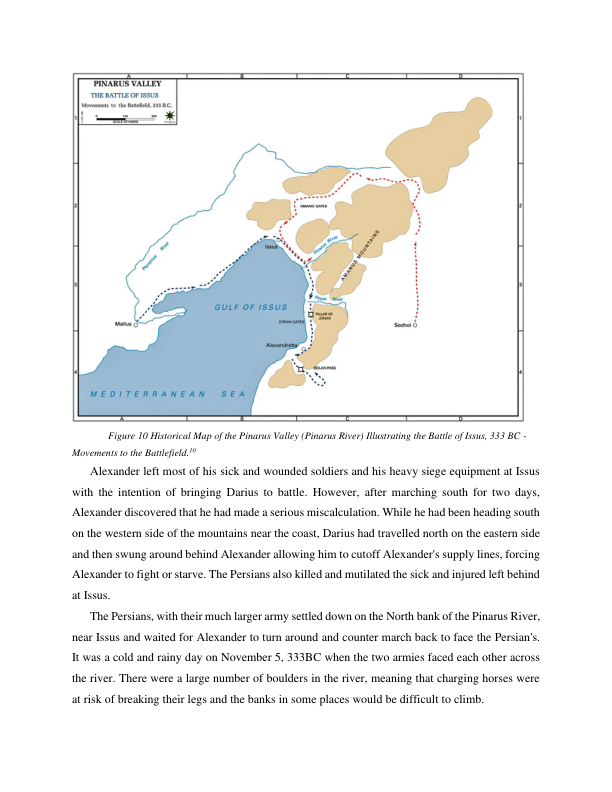 A B C D
PINARUS VALLEY
THE BATTLE OF ISSUS
Movements to the Battlefield, 333 B.C.
SCALE OF MILES
1 1
AMANIC GATES
2 2
Pyramus River
Issus
Pinarus River
AMANUS MOUNTAINS
3 3
GULF OF ISSUS
Payas River
PILLAR OF
JONAH
SYRIAN GATES
Mallus
Sochoi
Alexandretta
BEILAN PASS
4 4
MEDITERRANEAN SEA
A B C D
Figure 10 Historical Map of the Pinarus Valley (Pinarus River) Illustrating the Battle of Issus, 333 BC -
Movements to the Battlefield.10
Alexander left most of his sick and wounded soldiers and his heavy siege equipment at Issus
with the intention of bringing Darius to battle. However, after marching south for two days,
Alexander discovered that he had made a serious miscalculation. While he had been heading south
on the western side of the mountains near the coast, Darius had travelled north on the eastern side
and then swung around behind Alexander allowing him to cutoff Alexander's supply lines, forcing
Alexander to fight or starve. The Persians also killed and mutilated the sick and injured left behind
at Issus.
The Persians, with their much larger army settled down on the North bank of the Pinarus River,
near Issus and waited for Alexander to turn around and counter march back to face the Persian's.
It was a cold and rainy day on November 5, 333BC when the two armies faced each other across
the river. There were a large number of boulders in the river, meaning that charging horses were
at risk of breaking their legs and the banks in some places would be difficult to climb.